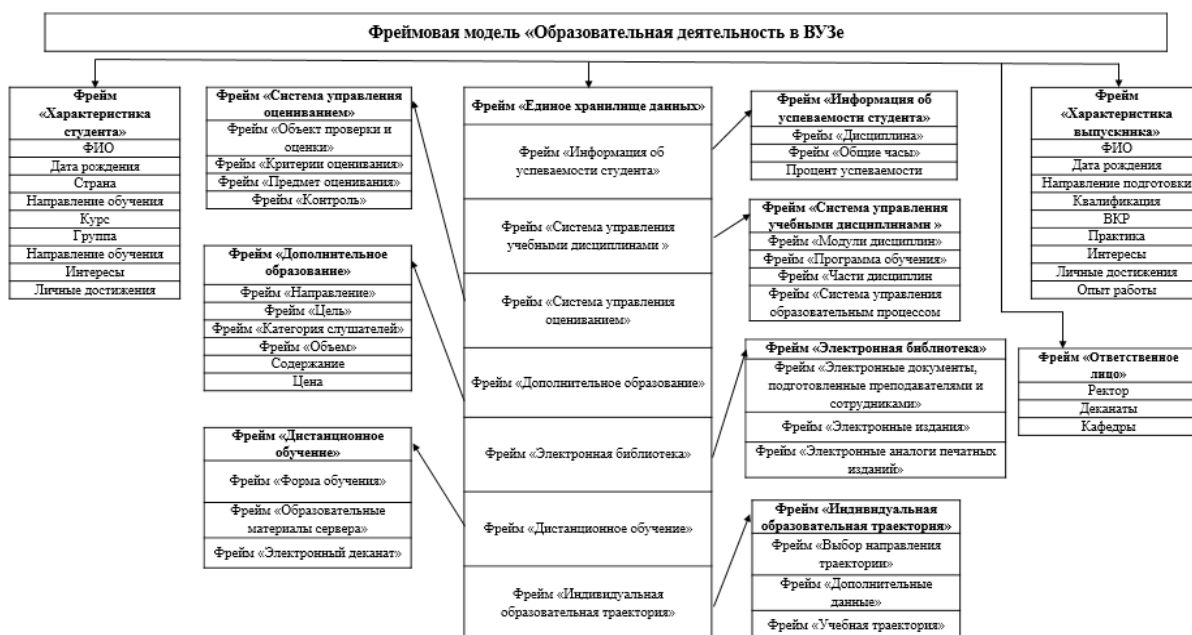 Фреймовая модель «Образовательная деятельность в ВУЗе
Фрейм
«Характеристика
студента»
ФИО
Дата рождения
Страна
Направление обучения
Курс
Группа
Направление обучения
Интересы
Личные достижения
Фрейм «Система управления
оцениванием»
Фрейм «Объект проверки и
оценки»
Фрейм «Критерии оценивания»
Фрейм «Предмет оценивания»
Фрейм «Контроль»
Фрейм «Дополнительное
образование»
Фрейм «Направление»
Фрейм «Цель»
Фрейм «Категория слушателей»
Фрейм «Объем»
Содержание
Цена
Фрейм «Дистанционное
обучение»
Фрейм «Форма обучения»
Фрейм «Образовательные
материалы сервера»
Фрейм «Электронный деканат»
Фрейм «Единое хранилище данных»
Фрейм «Информация об
успеваемости студента»
Фрейм «Система управления
учебными дисциплинами »
Фрейм «Система управления
оцениванием»
Фрейм «Дополнительное образование»
Фрейм «Электронная библиотека»
Фрейм «Дистанционное обучение»
Фрейм «Индивидуальная
образовательная траектория»
Фрейм «Информация об
успеваемости студента»
Фрейм «Дисциплина»
Фрейм «Общие часы»
Процент успеваемости
Фрейм «Система управления
учебными дисциплинами »
Фрейм «Модули дисциплин»
Фрейм «Программа обучения»
Фрейм «Части дисциплин
Фрейм «Система управления
образовательным процессом
Фрейм «Электронная библиотека»
Фрейм «Электронные документы,
подготовленные преподавателями и
сотрудниками»
Фрейм «Электронные издания»
Фрейм «Электронные аналоги печатных
изданий»
Фрейм «Индивидуальная
образовательная траектория»
Фрейм «Выбор направления
траектории»
Фрейм «Дополнительные
данные»
Фрейм «Учебная траектория»
Фрейм
«Характеристика
выпускника»
ФИО
Дата рождения
Направление подготовки
Квалификация
ВКР
Практика
Интересы
Личные достижения
Опыт работы
Фрейм «Ответственное
лицо»
Ректор
Деканаты
Кафедры